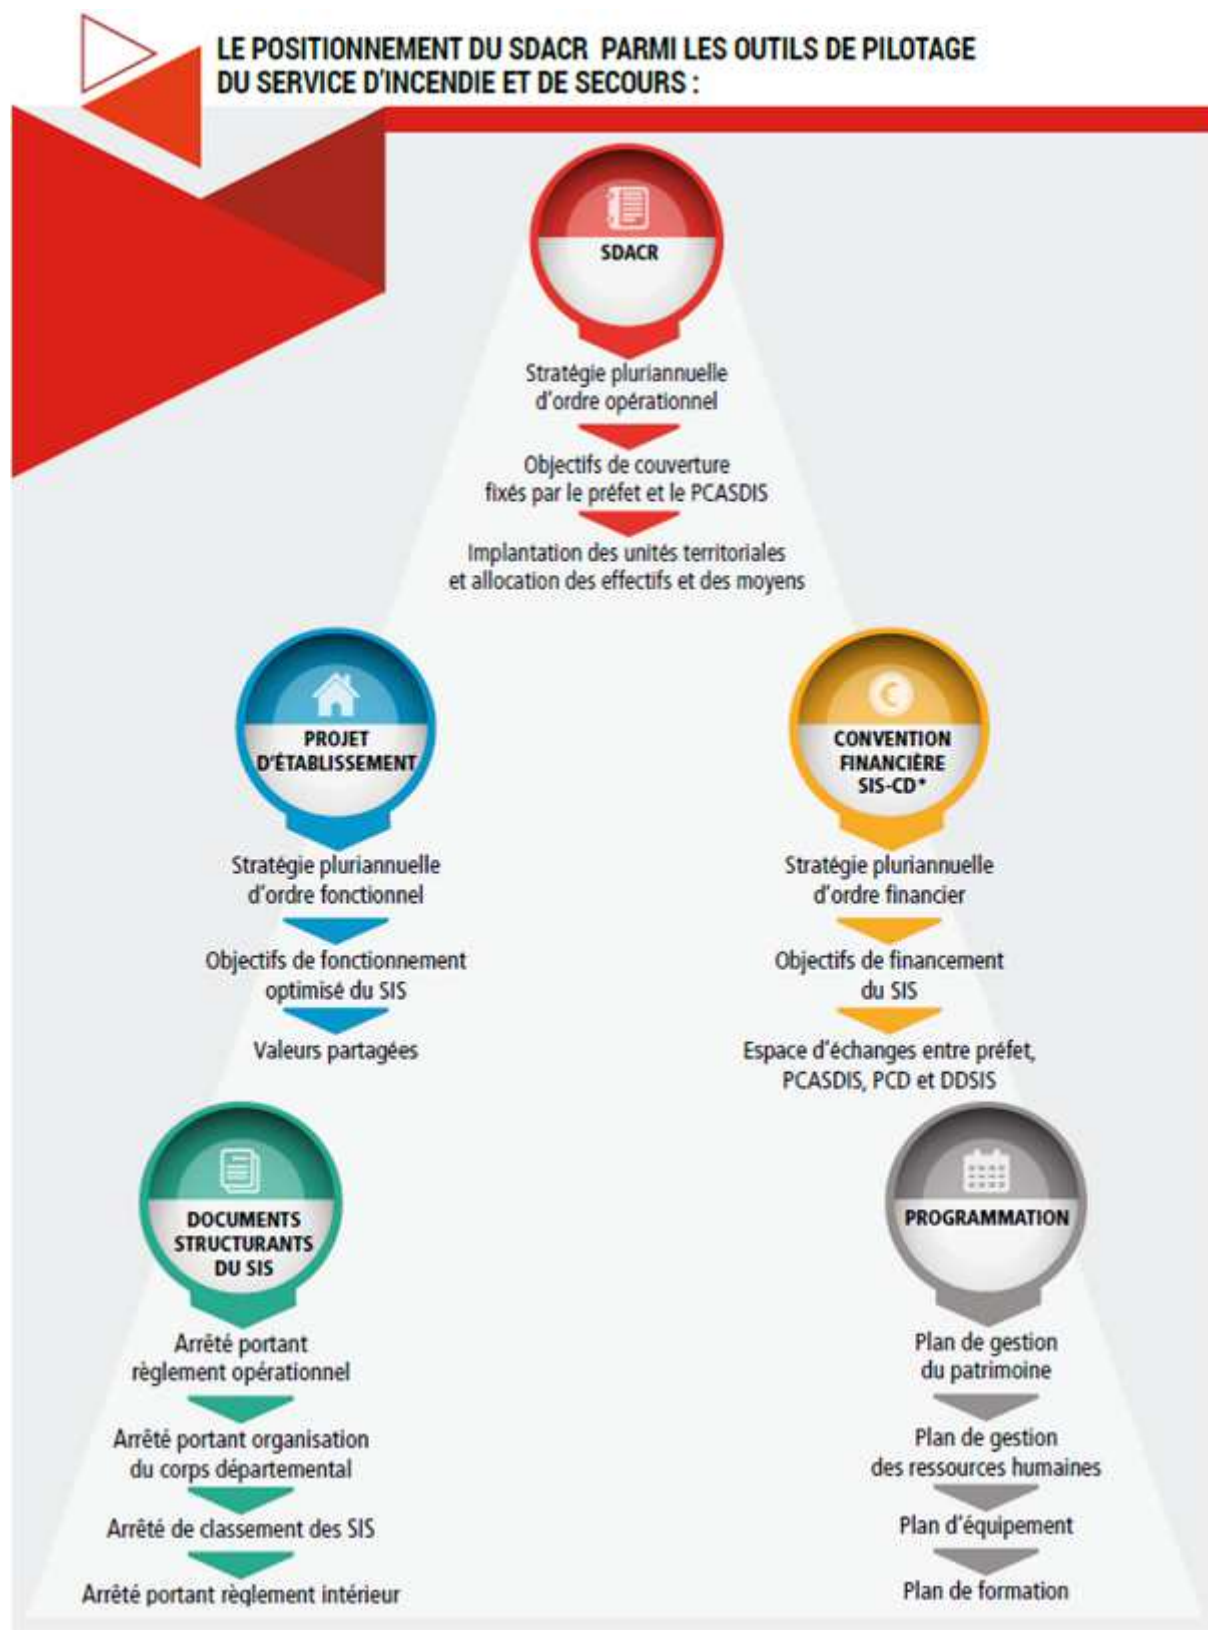 LE POSITIONNEMENT DU SDACR PARMI LES OUTILS DE PILOTAGE
DU SERVICE D'INCENDIE ET DE SECOURS :
SDACR
Stratégie pluriannuelle
d'ordre opérationnel
Objectifs de couverture
fixés par le préfet et le PCASDIS
Implantation des unités territoriales
et allocation des effectifs et des moyens
PROJET
D'ÉTABLISSEMENT
Stratégie pluriannuelle
d'ordre fonctionnel
Objectifs de fonctionnement
optimisé du SIS
Valeurs partagées
CONVENTION
FINANCIÈRE
SIS-CD*
Stratégie pluriannuelle
d'ordre financier
Objectifs de financement
du SIS
Espace d'échanges entre préfet,
PCASDIS, PCD et DDSIS
DOCUMENTS
STRUCTURANTS
DU SIS
Arrêté portant
règlement opérationnel
Arrêté portant organisation
du corps départemental
Arrêté de classement des SIS
Arrêté portant règlement intérieur
PROGRAMMATION
Plan de gestion
du patrimoine
Plan de gestion
des ressources humaines
Plan d'équipement
Plan de formation